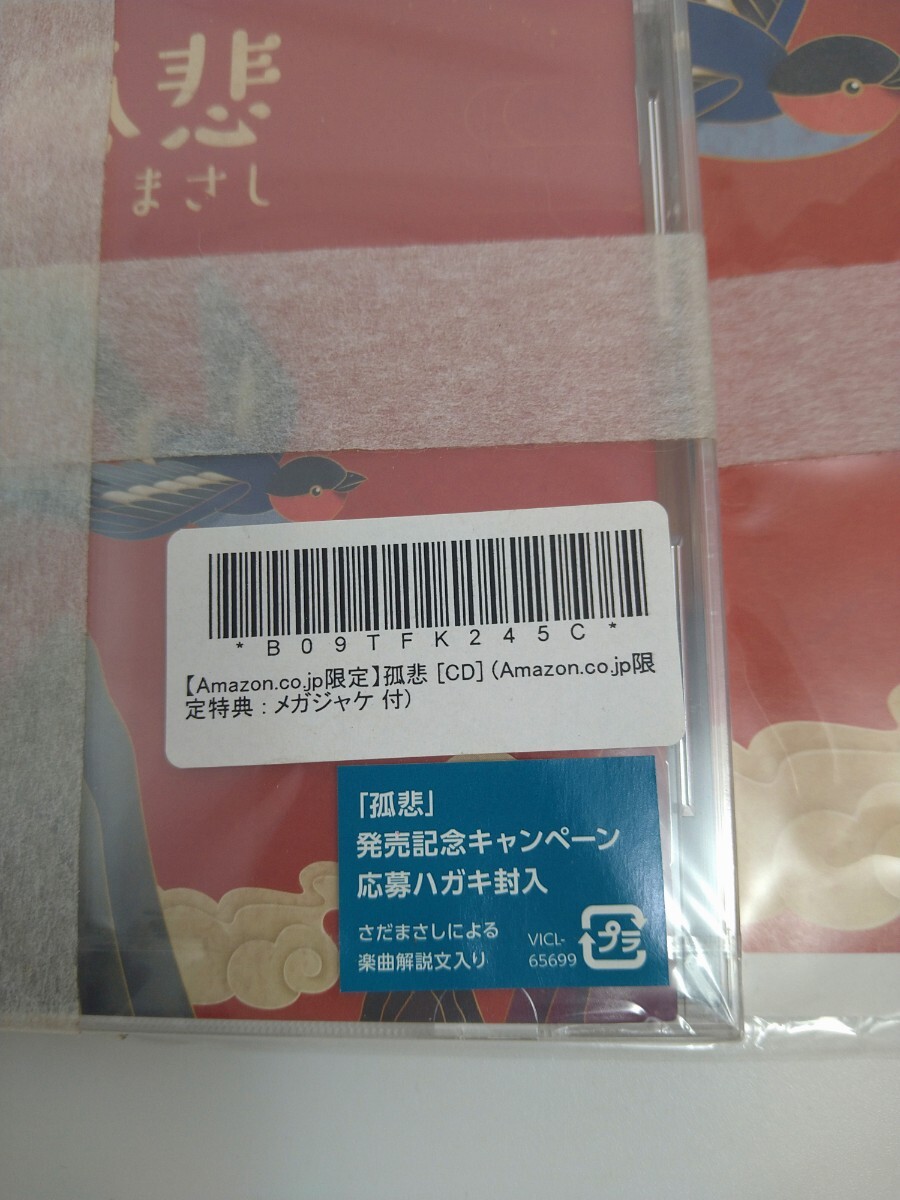 悲
まさし
*B09TFK245C*
【Amazon.co.jp限定】孤悲 [CD] (Amazon.co.jp限
定特典 : メガジャケ 付)
「孤悲」
発売記念キャンペーン
応募ハガキ封入
さだまさしによる
楽曲解説文入り
VICL-
65699
プラ